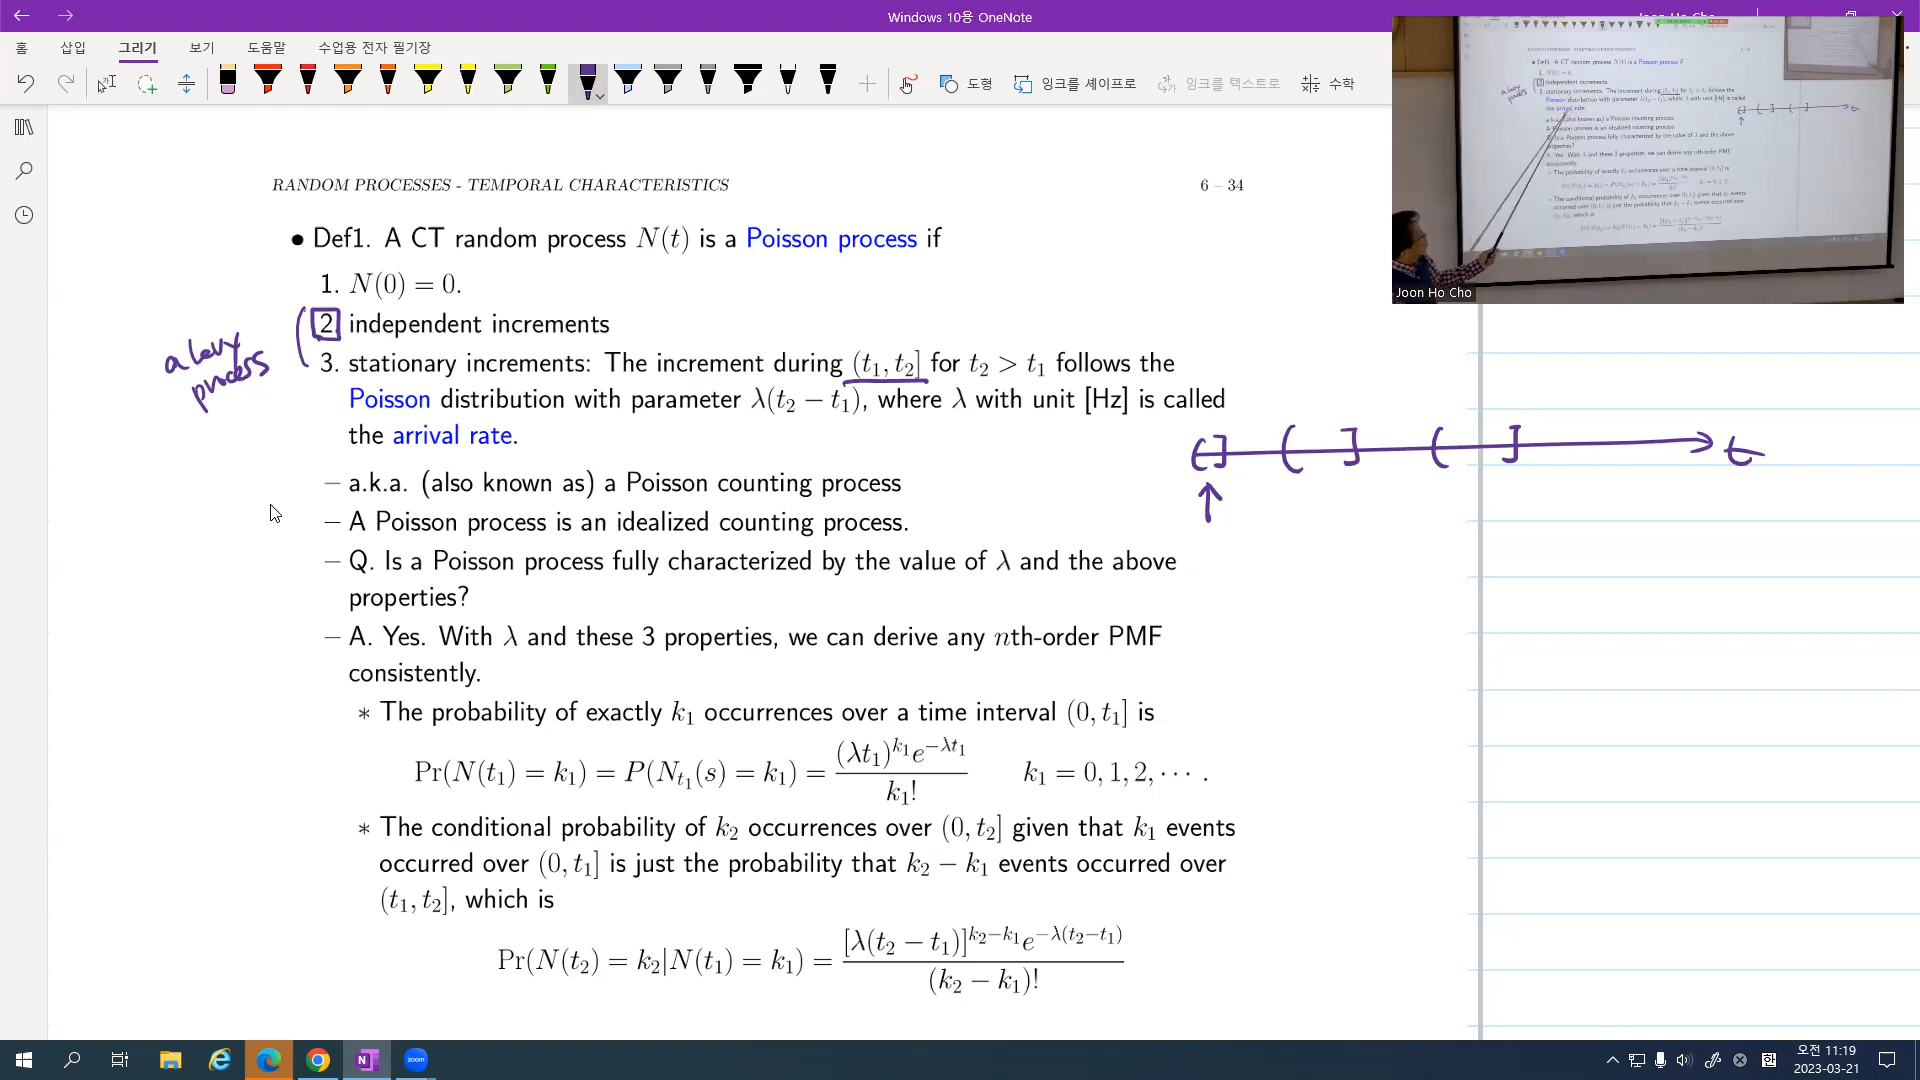 Windows 10용 OneNote
홈 삽입 그리기 보기 도움말 수업용 전자 필기장
도형 잉크를 셰이프로 잉크를 텍스트로 수학
Joon Ho Cho
RANDOM PROCESSES - TEMPORAL CHARACTERISTICS 6 – 34
• Def1. A CT random process N(t) is a Poisson process if
1. N(0) = 0.
2. independent increments
a levy
process
3. stationary increments: The increment during (t₁, t₂] for t₂ > t₁ follows the
Poisson distribution with parameter λ(t₂ − t₁), where λ with unit [Hz] is called
the arrival rate.
( ] ( ] ( ] t
– a.k.a. (also known as) a Poisson counting process
– A Poisson process is an idealized counting process.
– Q. Is a Poisson process fully characterized by the value of λ and the above
properties?
– A. Yes. With λ and these 3 properties, we can derive any nth-order PMF
consistently.
∗ The probability of exactly k₁ occurrences over a time interval (0, t₁] is
Pr(N(t₁) = k₁) = P(N_{t₁}(s) = k₁) = (λt₁)^{k₁}e^{−λt₁} / k₁! k₁ = 0, 1, 2, · · · .
∗ The conditional probability of k₂ occurrences over (0, t₂] given that k₁ events
occurred over (0, t₁] is just the probability that k₂ − k₁ events occurred over
(t₁, t₂], which is
Pr(N(t₂) = k₂|N(t₁) = k₁) = [λ(t₂ − t₁)]^{k₂−k₁}e^{−λ(t₂−t₁)} / (k₂ − k₁)!
zoom
한
오전 11:19
2023-03-21